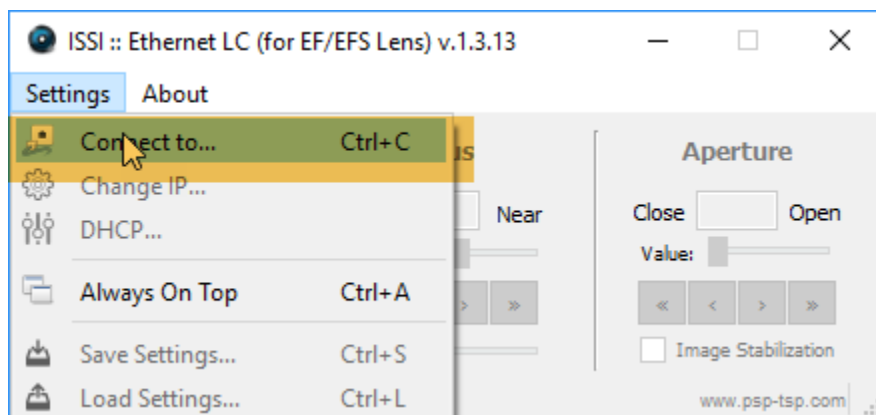 ISSI :: Ethernet LC (for EF/EFS Lens) v.1.3.13
Settings About
Connect to... Ctrl+C
Change IP...
DHCP...
Always On Top Ctrl+A
Save Settings... Ctrl+S
Load Settings... Ctrl+L
Near
Aperture
Close Open
Value:
« < > »
> »
Image Stabilization
www.psp-tsp.com